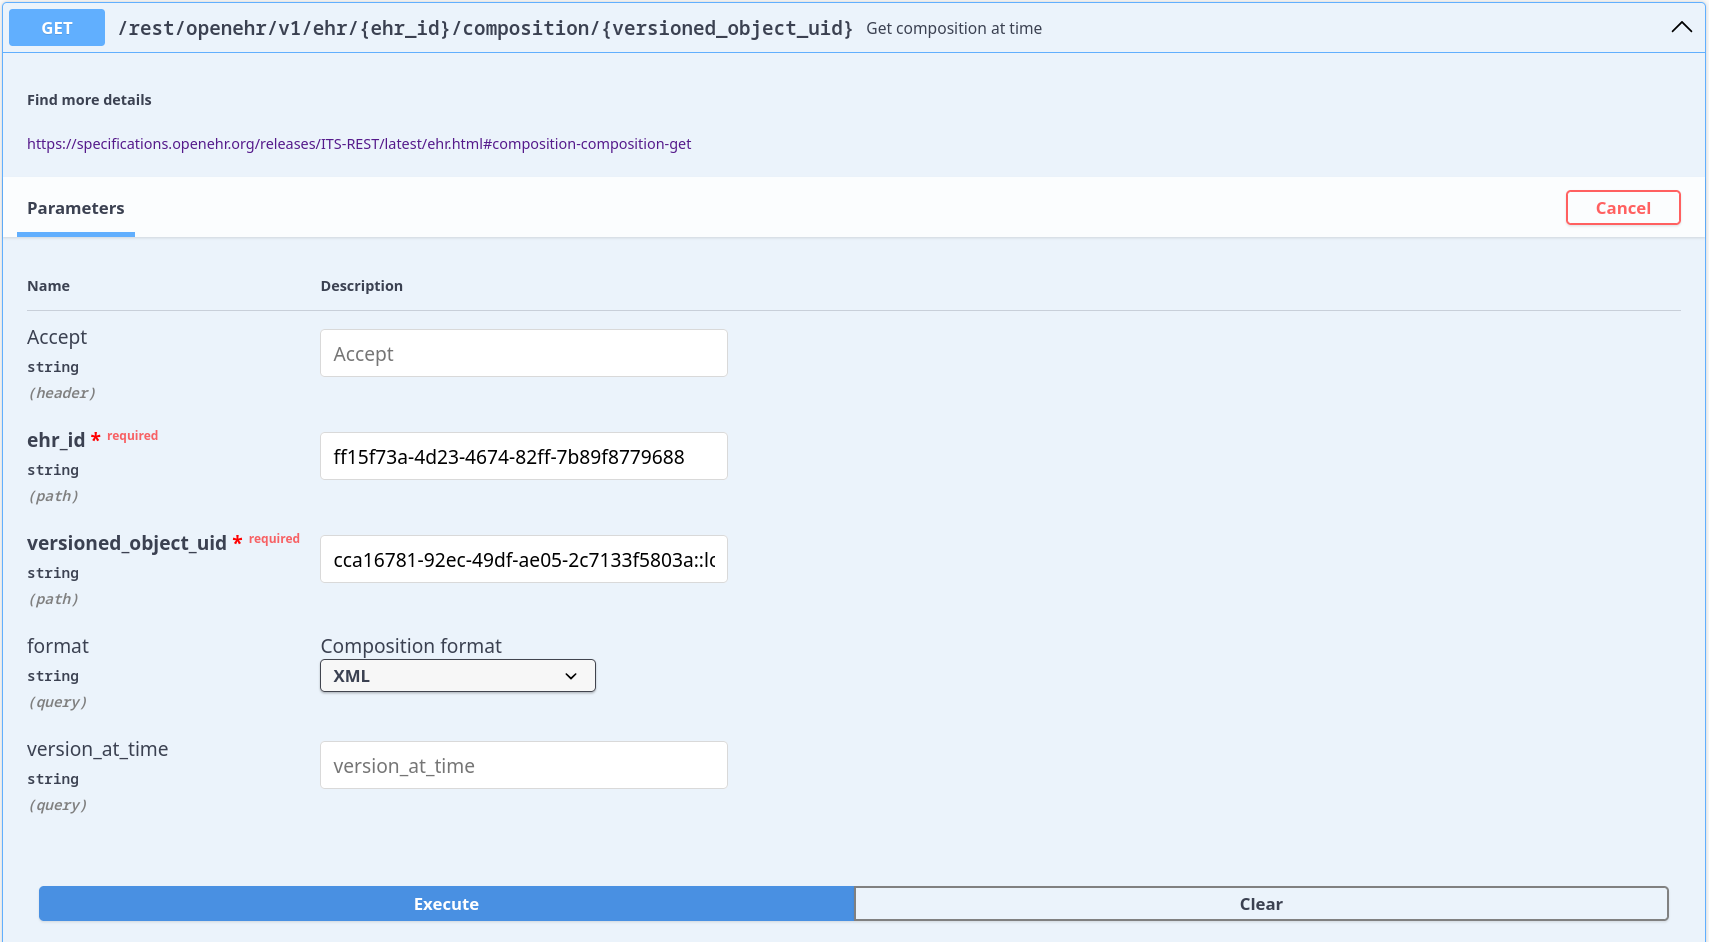 GET /rest/openehr/v1/ehr/{ehr_id}/composition/{versioned_object_uid} Get composition at time
Find more details
https://specifications.openehr.org/releases/ITS-REST/latest/ehr.html#composition-composition-get
Parameters Cancel
Name Description
Accept
string
(header)
Accept
ehr_id * required
string
(path)
ff15f73a-4d23-4674-82ff-7b89f8779688
versioned_object_uid * required
string
(path)
cca16781-92ec-49df-ae05-2c7133f5803a::lo
format
string
(query)
Composition format
XML
version_at_time
string
(query)
version_at_time
Execute Clear